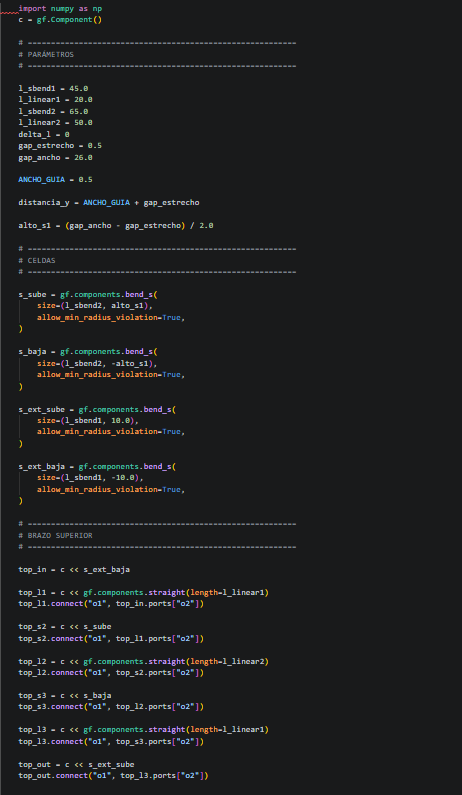 import numpy as np
c = gf.Component()
# ------------------------------------------------------------
# PARÁMETROS
# ------------------------------------------------------------
l_sbend1 = 45.0
l_linear1 = 20.0
l_sbend2 = 65.0
l_linear2 = 50.0
delta_l = 0
gap_estrecho = 0.5
gap_ancho = 26.0
ANCHO_GUIA = 0.5
distancia_y = ANCHO_GUIA + gap_estrecho
alto_s1 = (gap_ancho - gap_estrecho) / 2.0
# ------------------------------------------------------------
# CELDAS
# ------------------------------------------------------------
s_sube = gf.components.bend_s(
    size=(l_sbend2, alto_s1),
    allow_min_radius_violation=True,
)
s_baja = gf.components.bend_s(
    size=(l_sbend2, -alto_s1),
    allow_min_radius_violation=True,
)
s_ext_sube = gf.components.bend_s(
    size=(l_sbend1, 10.0),
    allow_min_radius_violation=True,
)
s_ext_baja = gf.components.bend_s(
    size=(l_sbend1, -10.0),
    allow_min_radius_violation=True,
)
# ------------------------------------------------------------
# BRAZO SUPERIOR
# ------------------------------------------------------------
top_in = c << s_ext_baja
top_l1 = c << gf.components.straight(length=l_linear1)
top_l1.connect("o1", top_in.ports["o2"])
top_s2 = c << s_sube
top_s2.connect("o1", top_l1.ports["o2"])
top_l2 = c << gf.components.straight(length=l_linear2)
top_l2.connect("o1", top_s2.ports["o2"])
top_s3 = c << s_baja
top_s3.connect("o1", top_l2.ports["o2"])
top_l3 = c << gf.components.straight(length=l_linear1)
top_l3.connect("o1", top_s3.ports["o2"])
top_out = c << s_ext_sube
top_out.connect("o1", top_l3.ports["o2"])